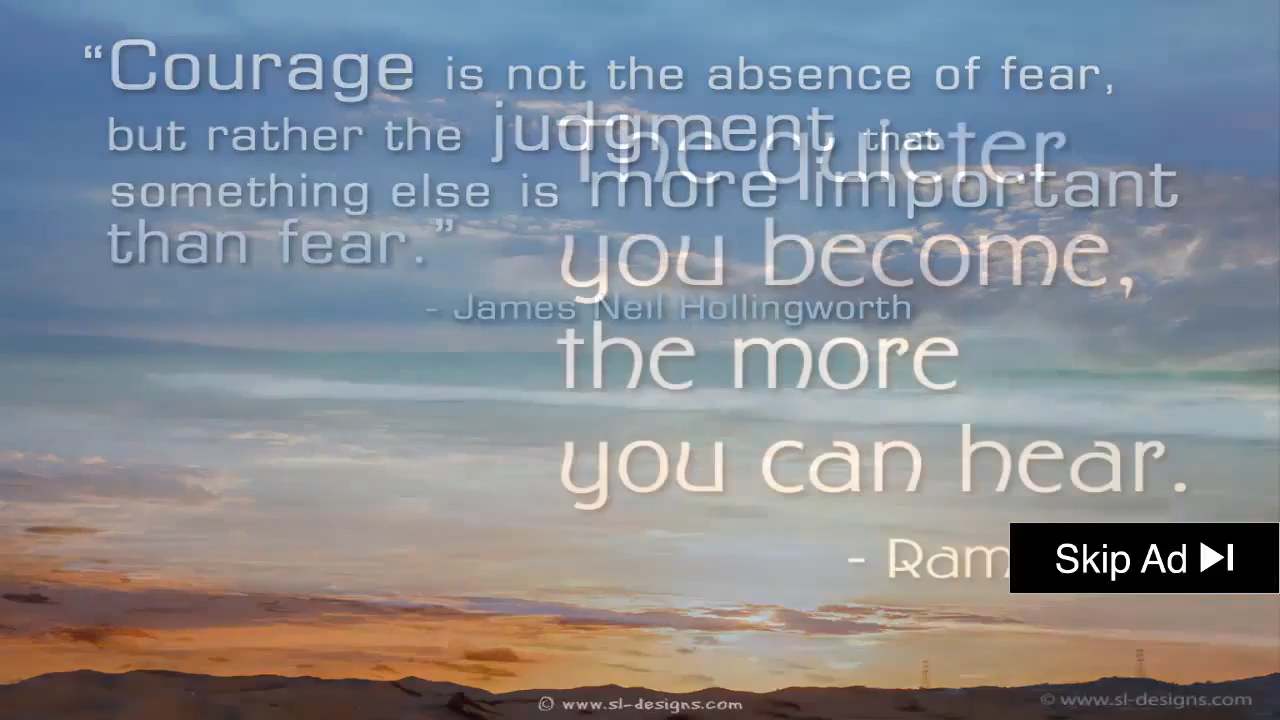 “Courage is not the absence of fear,
but rather the judgment that
something else is more important
than fear.”
- James Neil Hollingworth
The quieter
you become,
the more
you can hear.
- Ram
Skip Ad
© www.sl-designs.com
© www.sl-designs.com